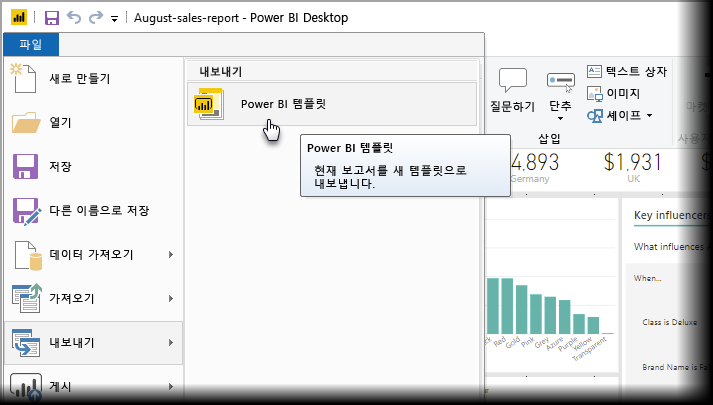 August-sales-report - Power BI Desktop
파일
새로 만들기
열기
저장
다른 이름으로 저장
데이터 가져오기
가져오기
내보내기
게시
내보내기
Power BI 템플릿
Power BI 템플릿
현재 보고서를 새 템플릿으로
내보냅니다.
질문하기
단추
텍스트 상자
이미지
셰이프
삽입
4,893
Germany
$1,931
UK
Red
Gold
Pink
Grey
Azure
Purple
Yellow
Transparent
Key influencers
What influences
When...
Class is Deluxe
Brand Name is